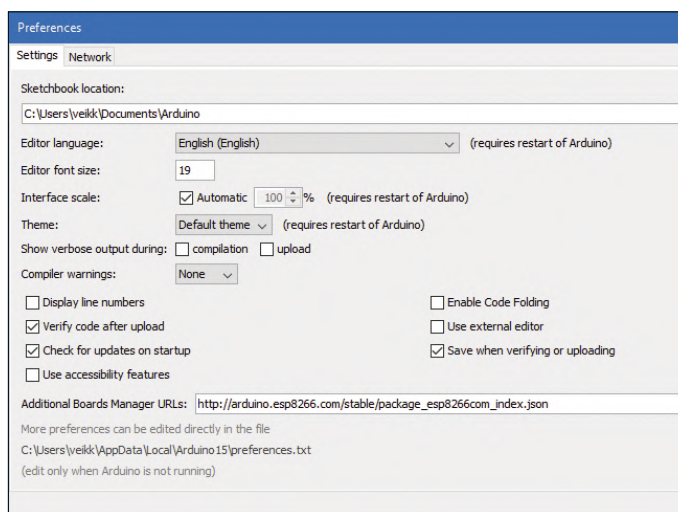 Preferences
Settings Network
Sketchbook location:
C:\Users\veikk\Documents\Arduino
Editor language: English (English) (requires restart of Arduino)
Editor font size: 19
Interface scale: Automatic 100 % (requires restart of Arduino)
Theme: Default theme (requires restart of Arduino)
Show verbose output during: compilation upload
Compiler warnings: None
Display line numbers Enable Code Folding
Verify code after upload Use external editor
Check for updates on startup Save when verifying or uploading
Use accessibility features
Additional Boards Manager URLs: http://arduino.esp8266.com/stable/package_esp8266com_index.json
More preferences can be edited directly in the file
C:\Users\veikk\AppData\Local\Arduino15\preferences.txt
(edit only when Arduino is not running)